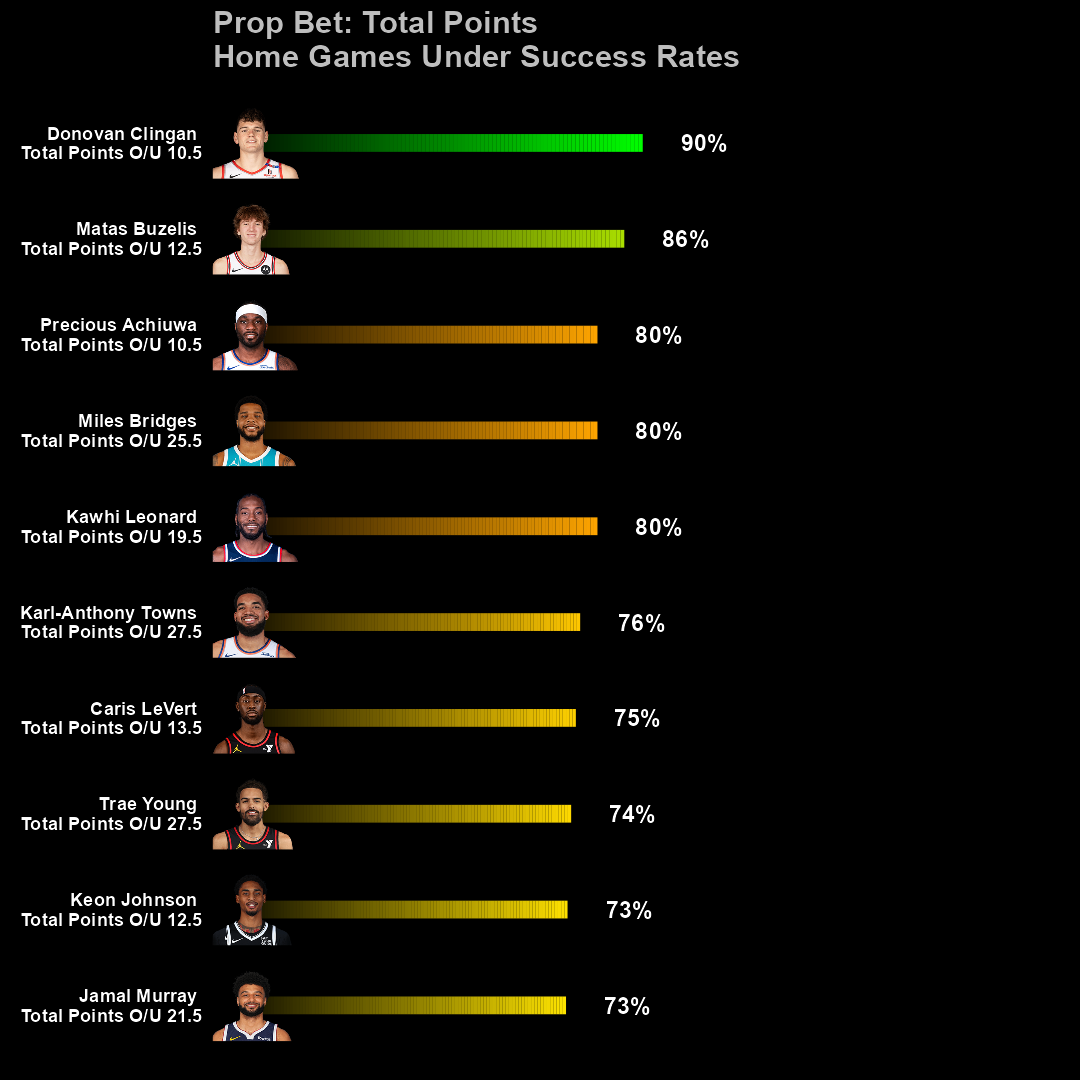 Prop Bet: Total Points
Home Games Under Success Rates
Donovan Clingan
Total Points O/U 10.5
90%
Matas Buzelis
Total Points O/U 12.5
86%
Precious Achiuwa
Total Points O/U 10.5
80%
Miles Bridges
Total Points O/U 25.5
80%
Kawhi Leonard
Total Points O/U 19.5
80%
Karl-Anthony Towns
Total Points O/U 27.5
76%
Caris LeVert
Total Points O/U 13.5
75%
Trae Young
Total Points O/U 27.5
74%
Keon Johnson
Total Points O/U 12.5
73%
Jamal Murray
Total Points O/U 21.5
73%